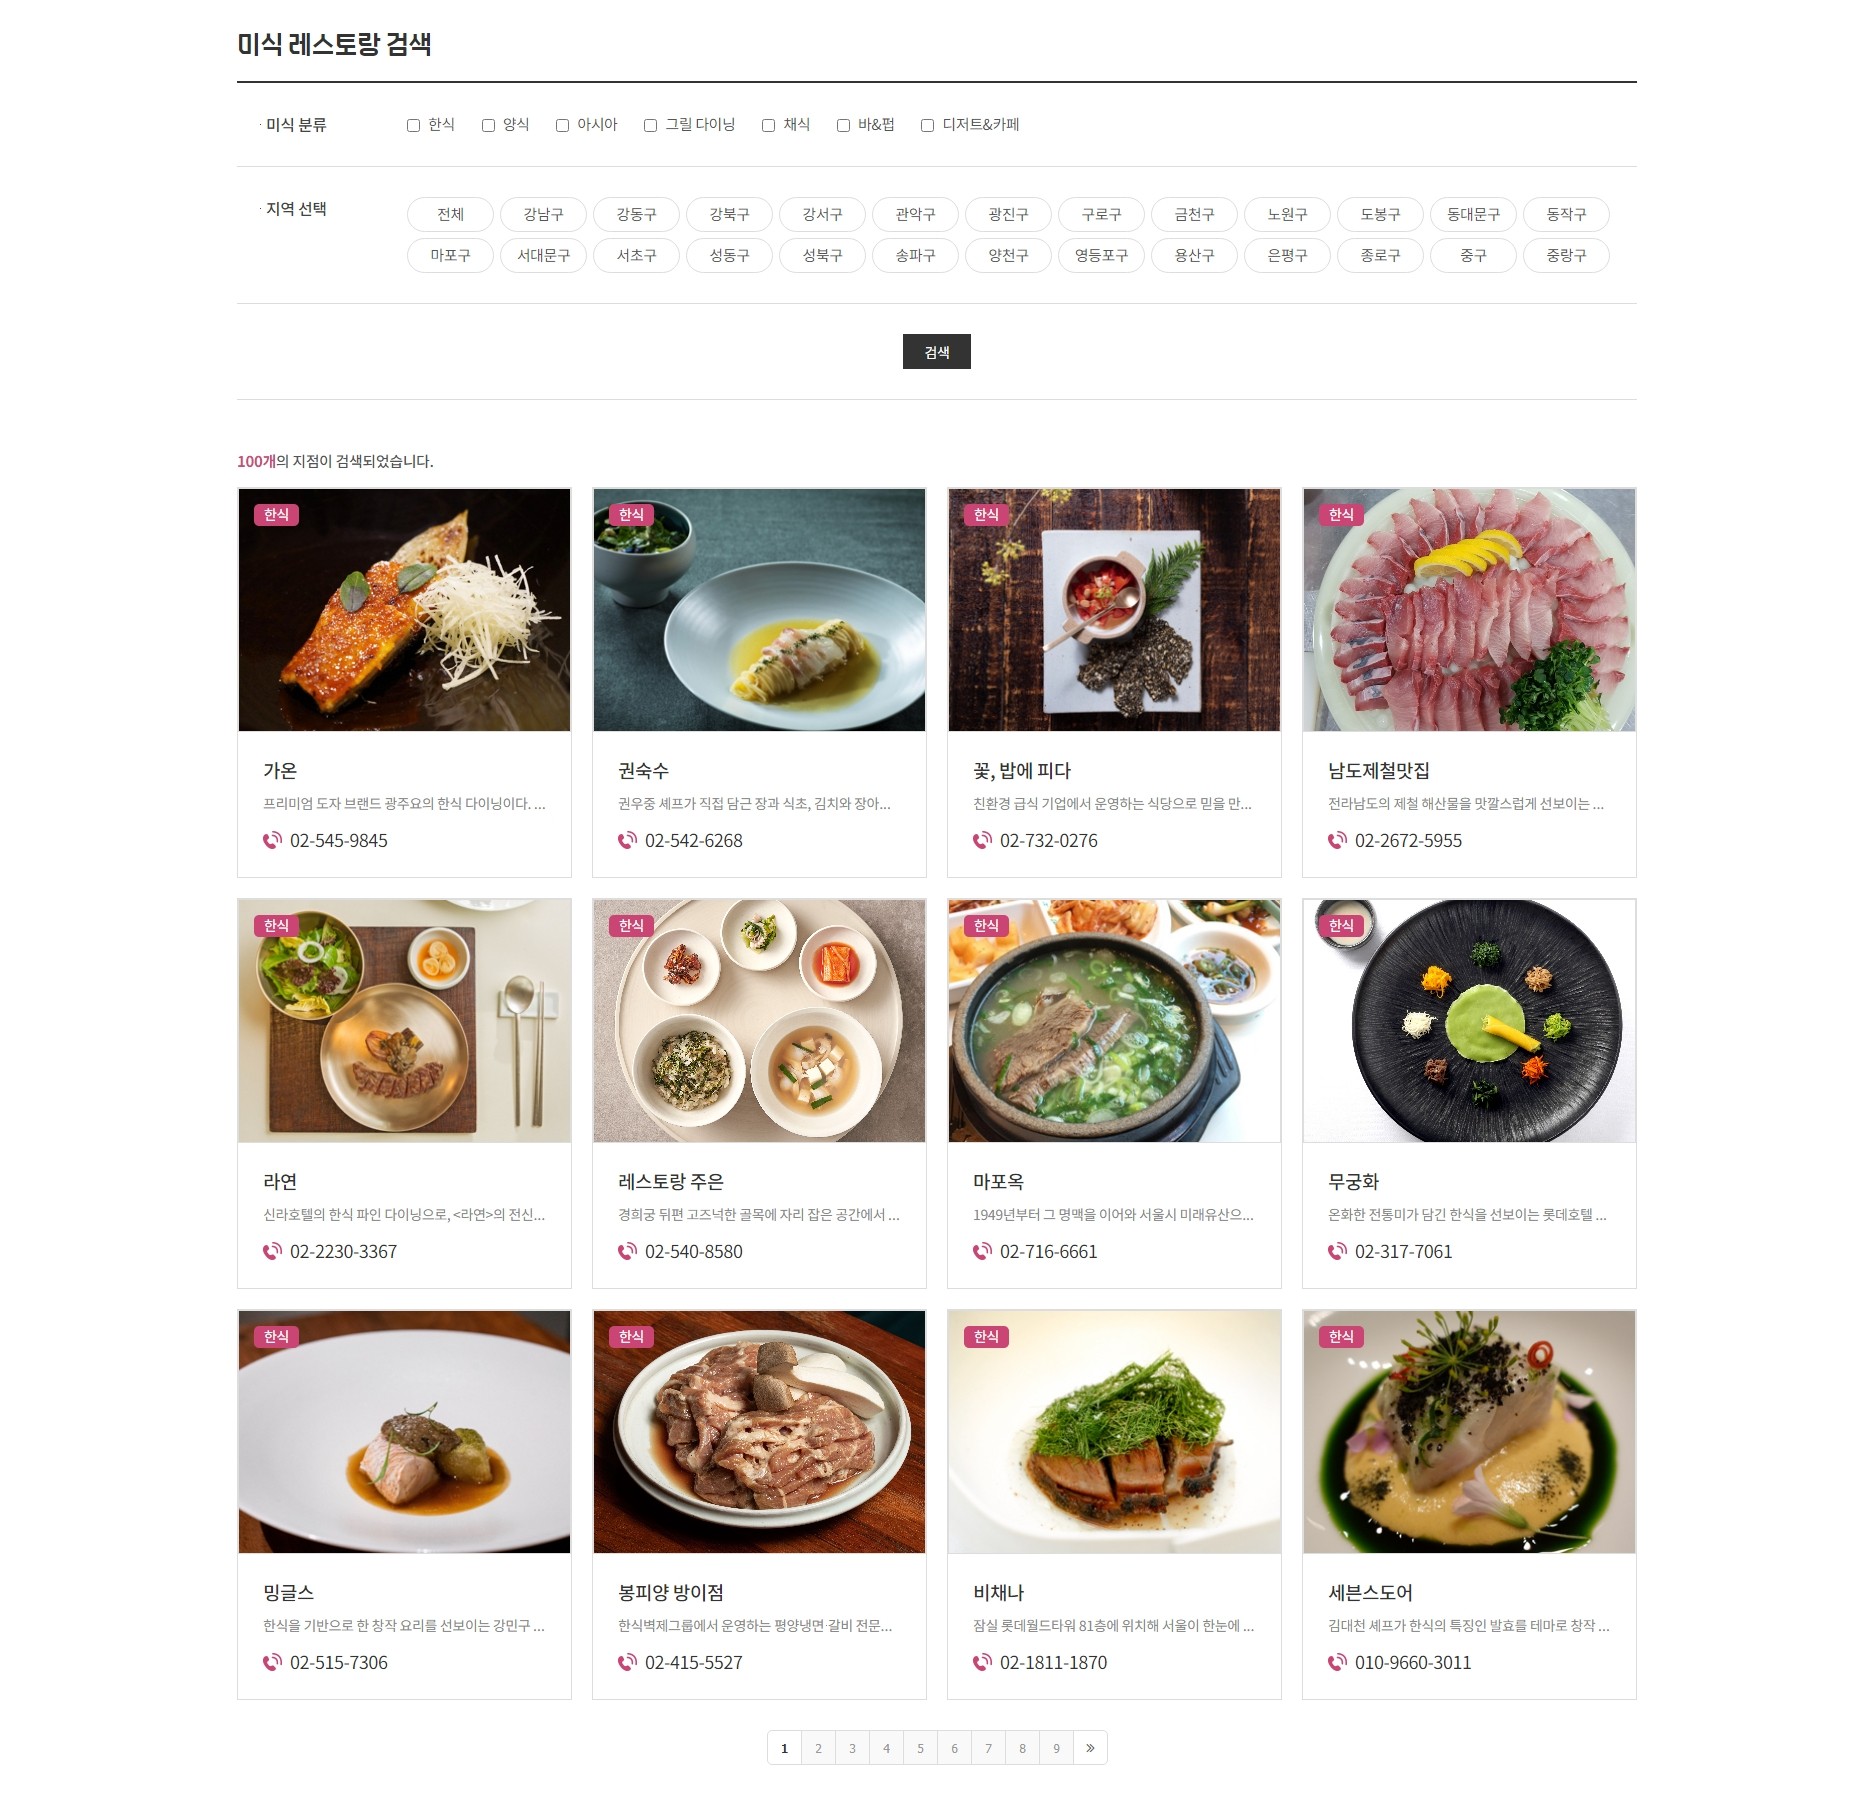 미식 레스토랑 검색
· 미식 분류
한식 양식 아시아 그릴 다이닝 채식 바&펍 디저트&카페
· 지역 선택
전체 강남구 강동구 강북구 강서구 관악구 광진구 구로구 금천구 노원구 도봉구 동대문구 동작구
마포구 서대문구 서초구 성동구 성북구 송파구 양천구 영등포구 용산구 은평구 종로구 중구 중랑구
검색
100개의 지점이 검색되었습니다.
한식
가온
프리미엄 도자 브랜드 광주요의 한식 다이닝이다. ...
02-545-9845
한식
권숙수
권우중 셰프가 직접 담근 장과 식초, 김치와 장아...
02-542-6268
한식
꽃, 밥에 피다
친환경 급식 기업에서 운영하는 식당으로 믿을 만...
02-732-0276
한식
남도제철맛집
전라남도의 제철 해산물을 맛깔스럽게 선보이는 ...
02-2672-5955
한식
라연
신라호텔의 한식 파인 다이닝으로, <라연>의 전신...
02-2230-3367
한식
레스토랑 주은
경희궁 뒤편 고즈넉한 골목에 자리 잡은 공간에서 ...
02-540-8580
한식
마포옥
1949년부터 그 명맥을 이어와 서울시 미래유산으...
02-716-6661
한식
무궁화
온화한 전통미가 담긴 한식을 선보이는 롯데호텔 ...
02-317-7061
한식
밍글스
한식을 기반으로 한 창작 요리를 선보이는 강민구 ...
02-515-7306
한식
봉피양 방이점
한식벽제그룹에서 운영하는 평양냉면·갈비 전문...
02-415-5527
한식
비채나
잠실 롯데월드타워 81층에 위치해 서울이 한눈에 ...
02-1811-1870
한식
세븐스도어
김대천 셰프가 한식의 특징인 발효를 테마로 창작 ...
010-9660-3011
1 2 3 4 5 6 7 8 9 »